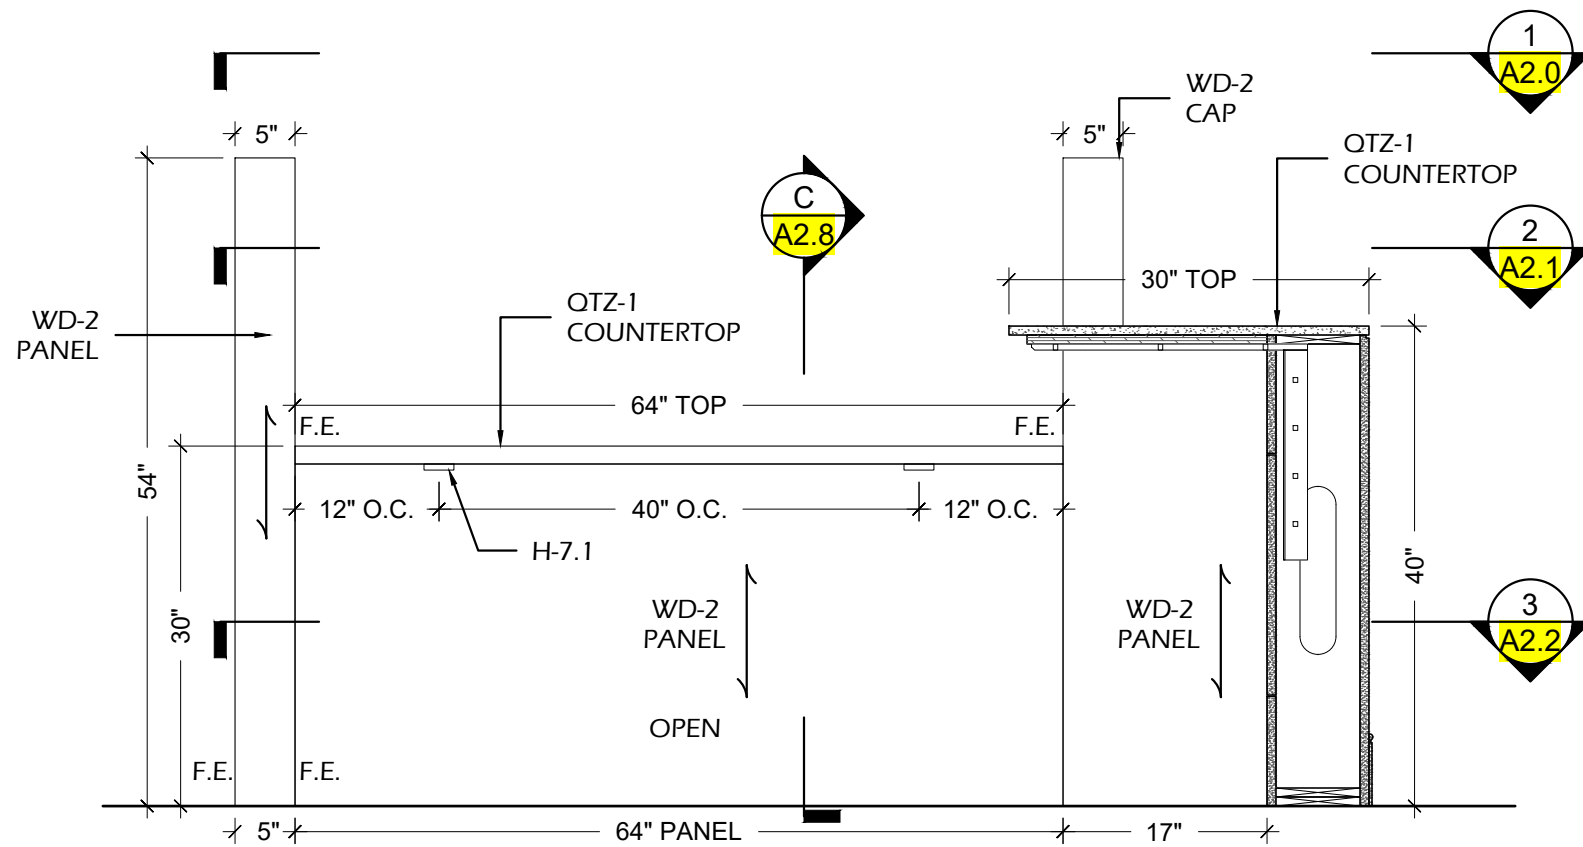 1
A2.0
WD-2
CAP
5"
5"
QTZ-1
COUNTERTOP
C
A2.8
2
A2.1
30" TOP
QTZ-1
COUNTERTOP
WD-2
PANEL
64" TOP
F.E.
F.E.
54"
12" O.C.
40" O.C.
12" O.C.
H-7.1
40"
30"
WD-2
PANEL
WD-2
PANEL
3
A2.2
OPEN
F.E.
F.E.
5"
64" PANEL
17"